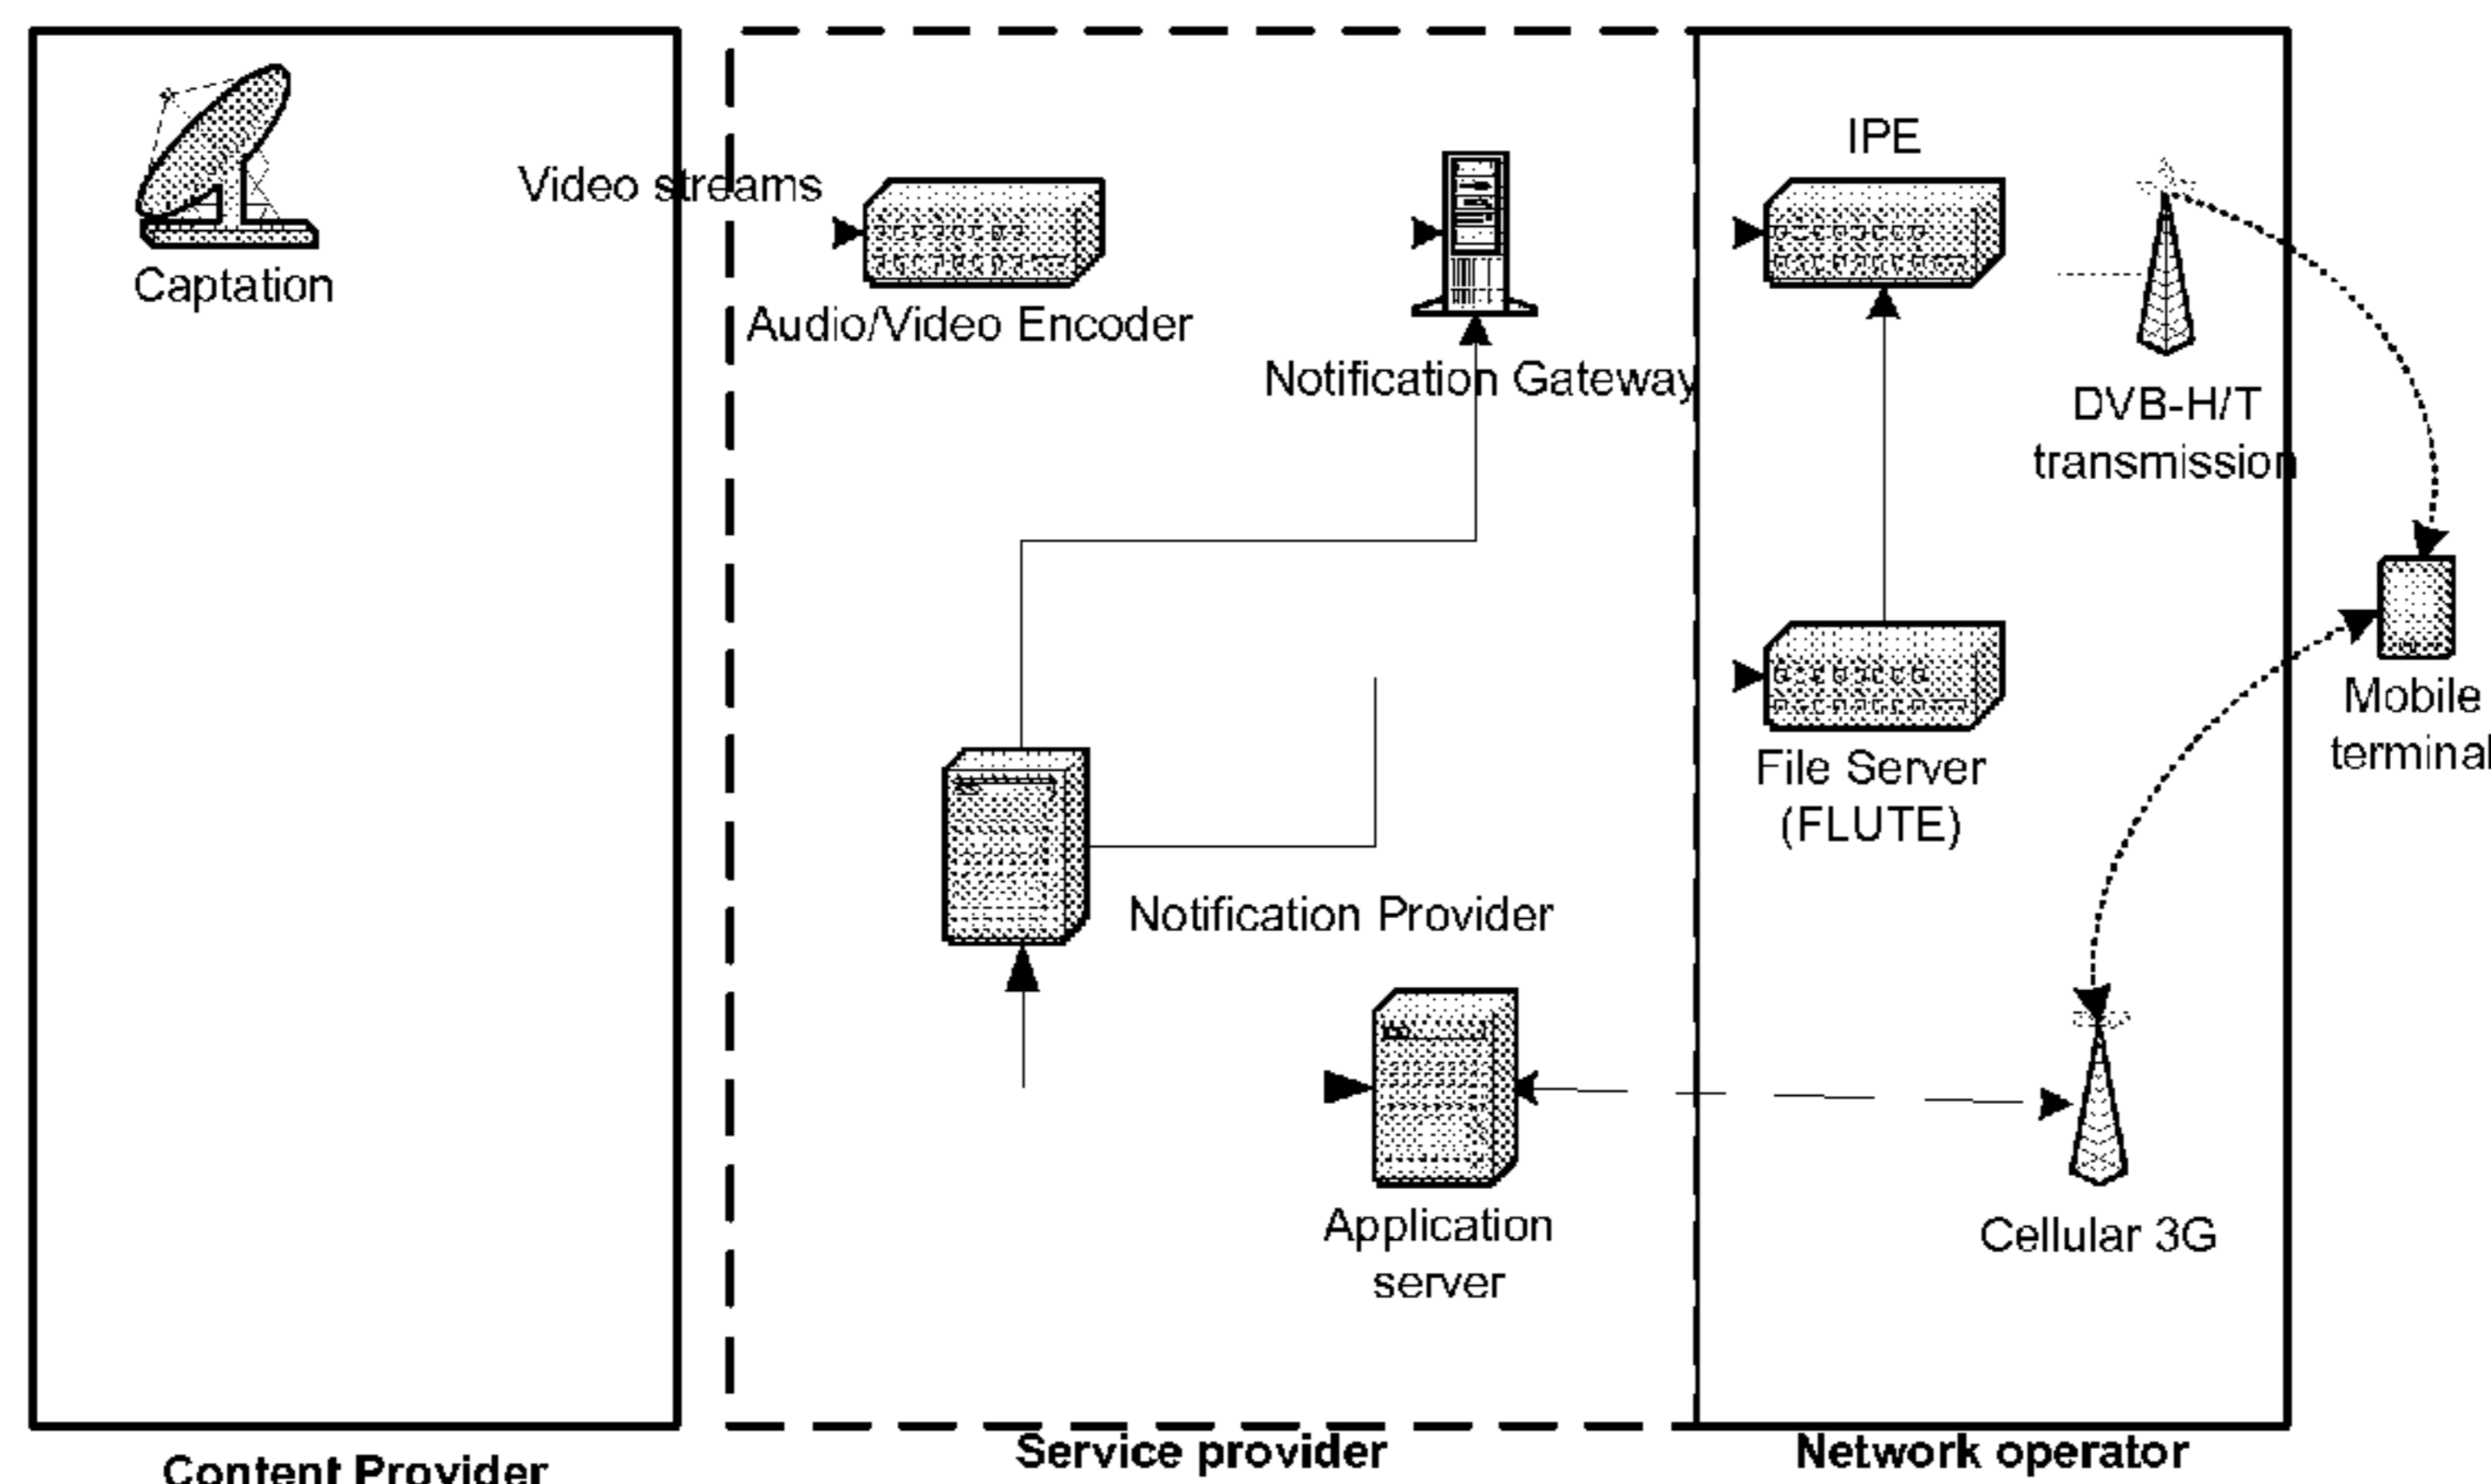 Captation
Video streams
Audio/Video Encoder
Notification Gateway
IPE
DVB-H/T
transmission
Mobile
terminal
File Server
(FLUTE)
Notification Provider
Application
server
Cellular 3G
Content Provider
Service provider
Network operator